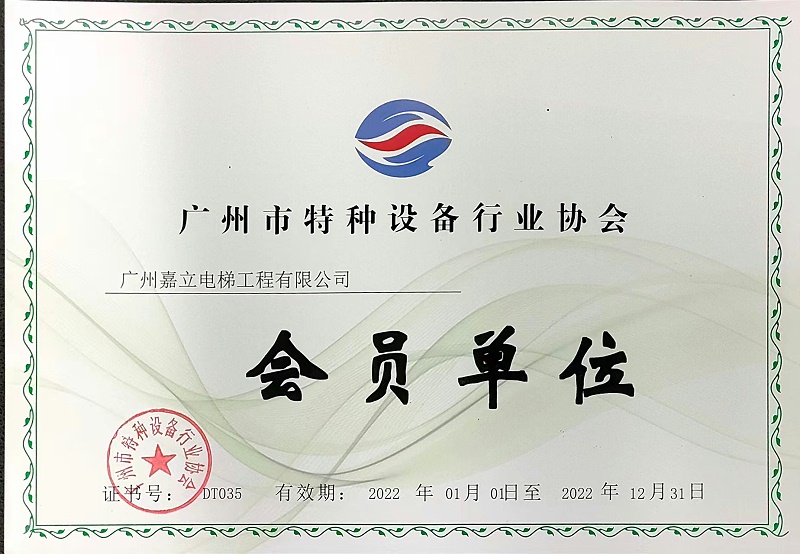 广州市特种设备行业协会
广州嘉立电梯工程有限公司
会员单位
广州市特种设备行业协会
证书号： DT035 有效期： 2022 年 01月 01日至 2022 年 12月31日